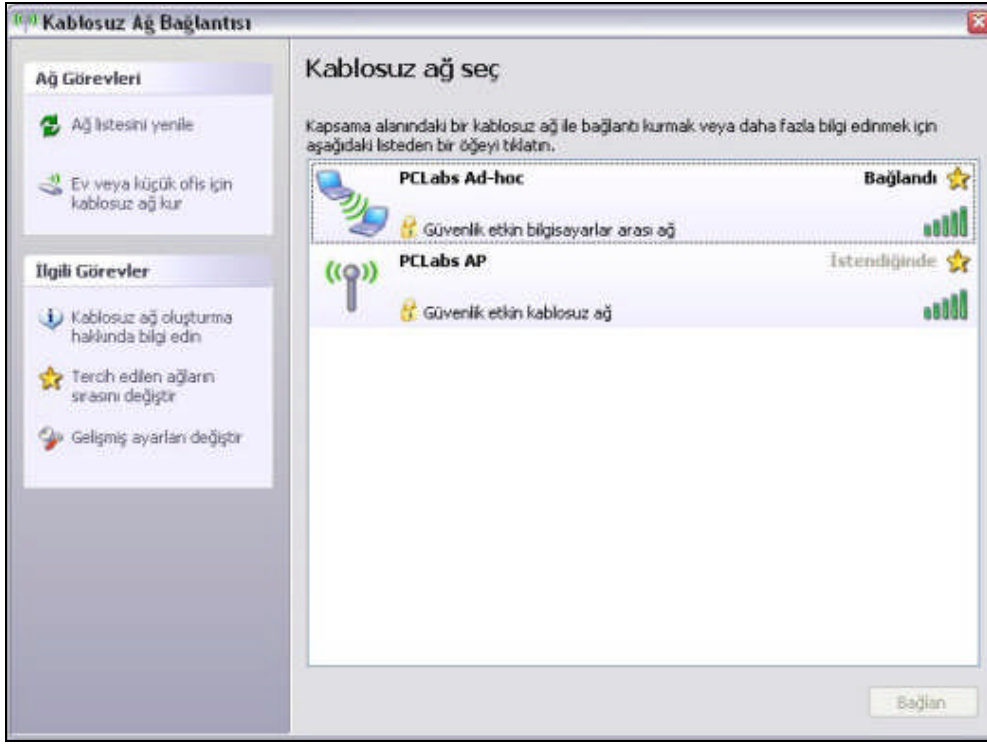 Kablosuz Ağ Bağlantısı
Ağ Görevleri
Ağ listesini yenile
Ev veya küçük ofis için
kablosuz ağ kur
İlgili Görevler
Kablosuz ağ oluşturma
hakkında bilgi edin
Tercih edilen ağların
sırasını değiştir
Gelişmiş ayarları değiştir
Kablosuz ağ seç
Kapsama alanındaki bir kablosuz ağ ile bağlantı kurmak veya daha fazla bilgi edinmek için
aşağıdaki listeden bir öğeyi tıklatın.
PCLabs Ad-hoc Bağlandı
Güvenlik etkin bilgisayarlar arası ağ
PCLabs AP İstendiğinde
Güvenlik etkin kablosuz ağ
Bağlan